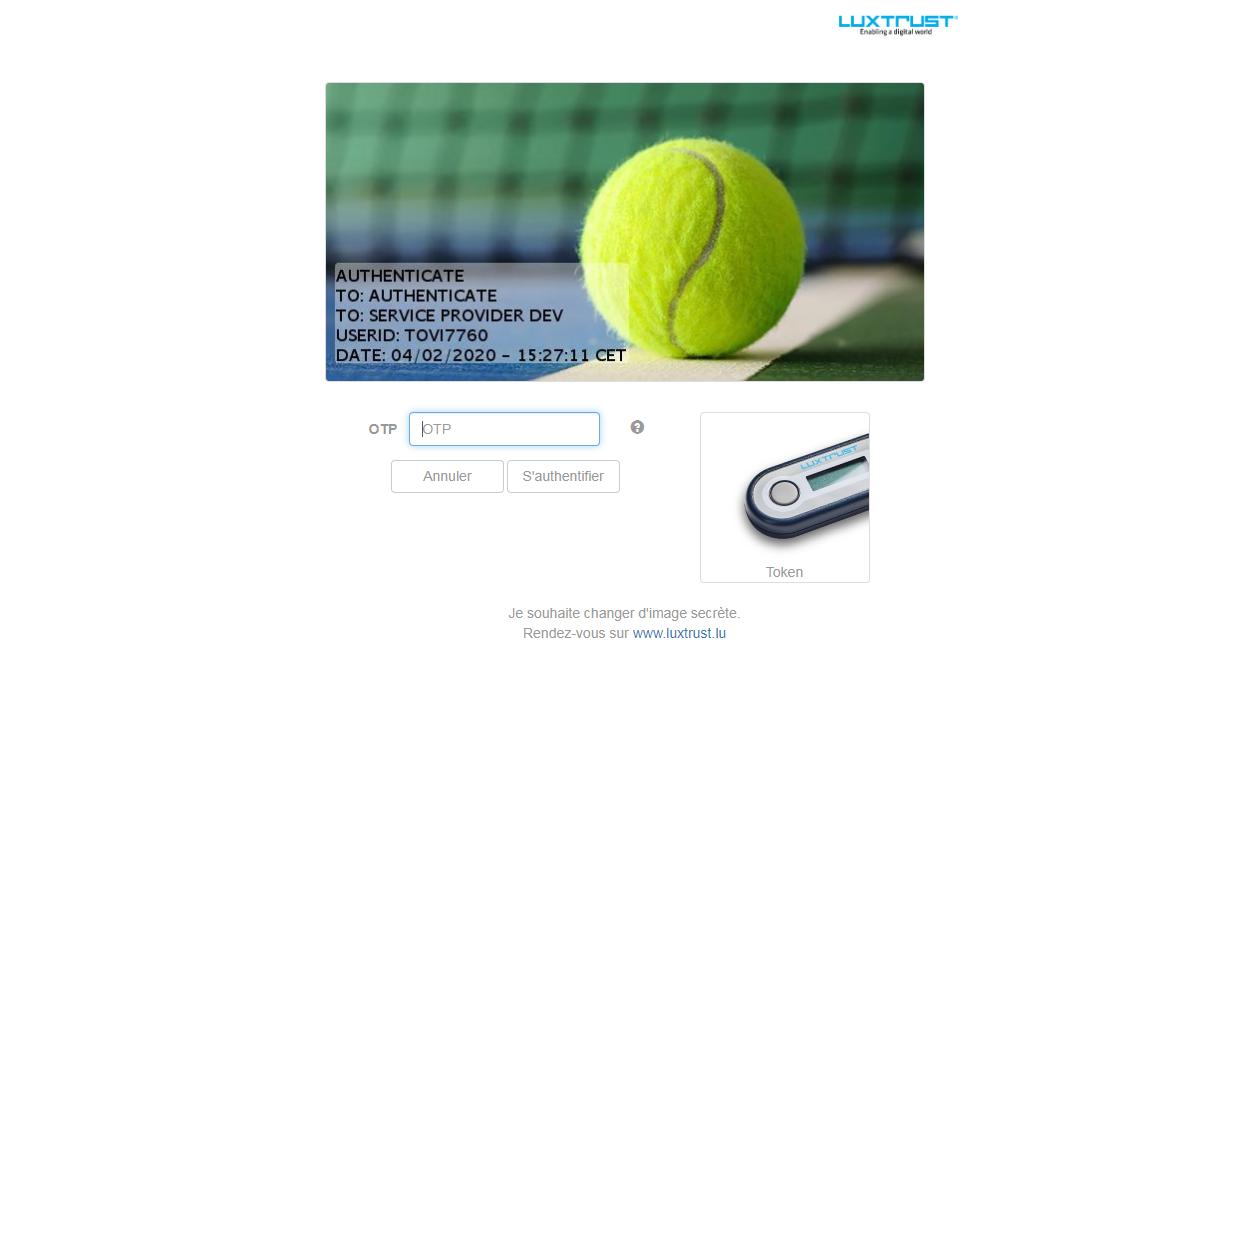 LUXTRUST
Enabling a digital world
AUTHENTICATE
TO: AUTHENTICATE
TO: SERVICE PROVIDER DEV
USERID: TOVI7760
DATE: 04/02/2020 - 15:27:11 CET
OTP OTP
Annuler S'authentifier
LUXTRUST
Token
Je souhaite changer d'image secrète.
Rendez-vous sur www.luxtrust.lu